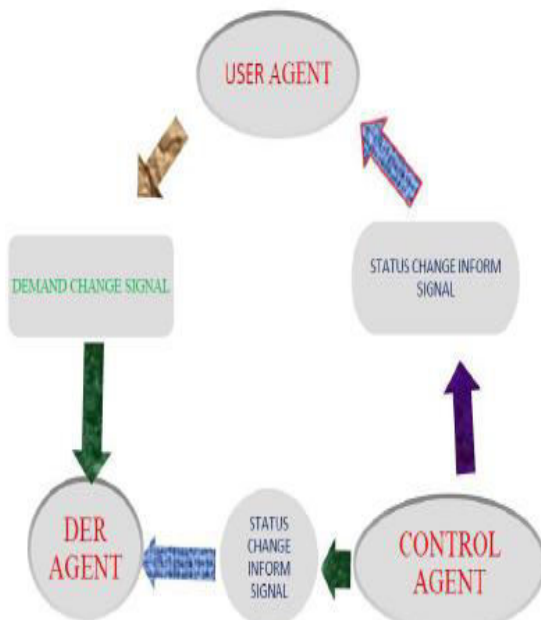 USER AGENT
DEMAND CHANGE SIGNAL
STATUS CHANGE INFORM
SIGNAL
DER
AGENT
STATUS
CHANGE
INFORM
SIGNAL
CONTROL
AGENT